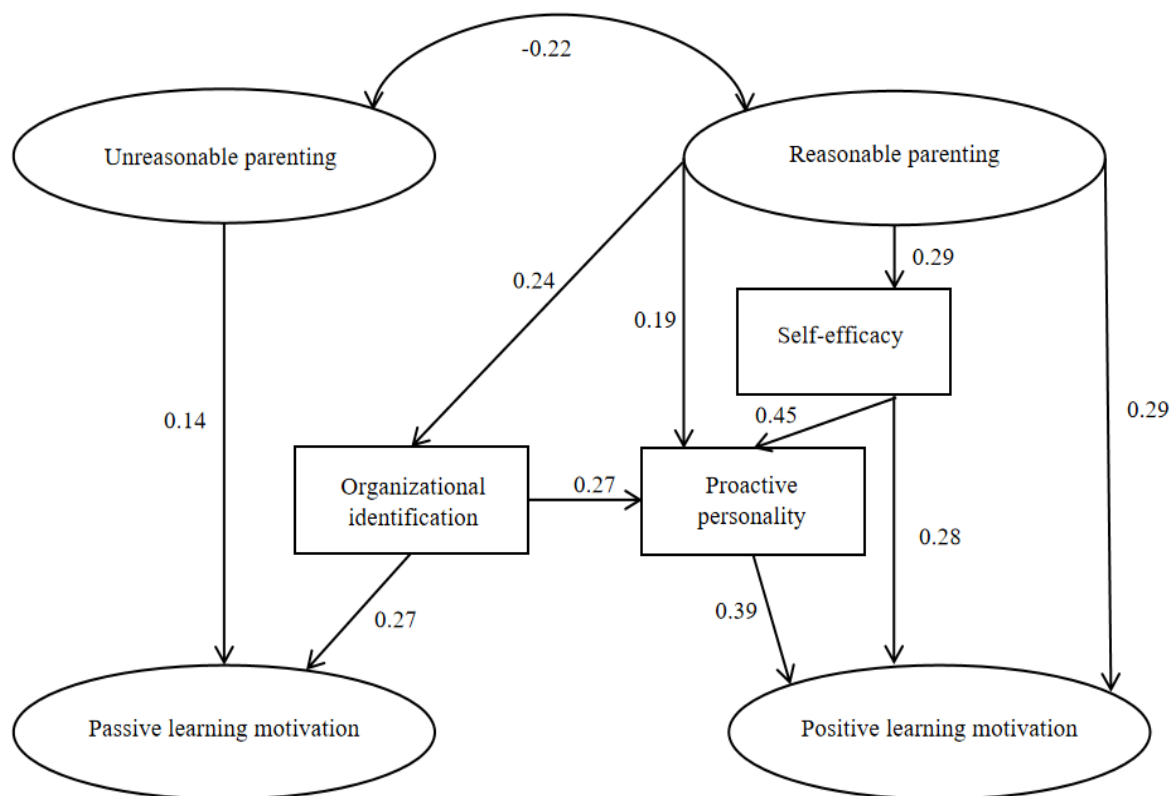 -0.22
Unreasonable parenting
Reasonable parenting
0.24
0.29
0.19
Self-efficacy
0.14
0.45
0.29
Organizational
identification
0.27
Proactive
personality
0.28
0.27
0.39
Passive learning motivation
Positive learning motivation